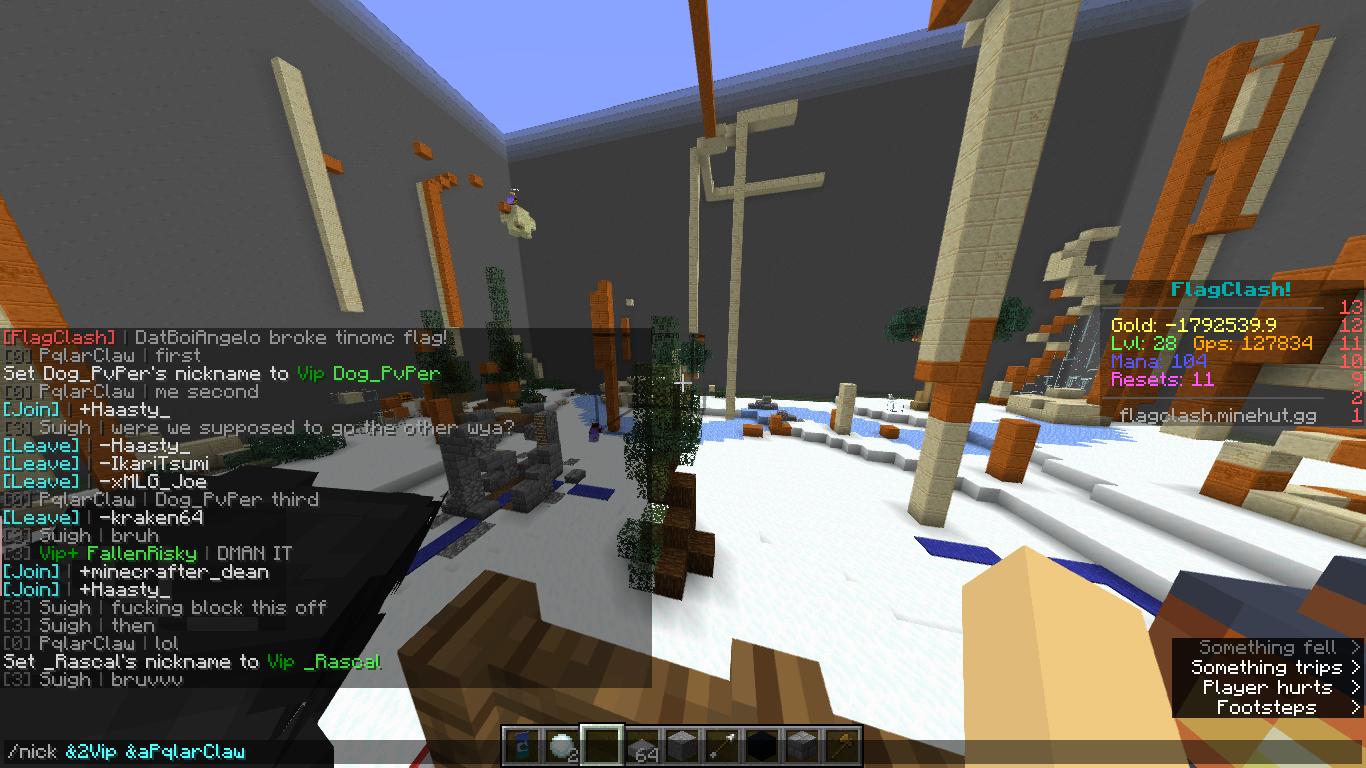 [FlagClash] | DatBoiAngelo broke tinomc flag!
[0] PqlarClaw | first
Set Dog_PvPer's nickname to Vip Dog_PvPer
[0] PqlarClaw | me second
[Join] | +Haasty_
[3] Suigh | were we supposed to go the other wya?
[Leave] | -Haasty_
[Leave] | -IkariTsumi
[Leave] | -xMLG_Joe
[0] PqlarClaw | Dog_PvPer third
[Leave] | -kraken64
[3] Suigh | bruh
Vip+ FallenRisky | DMAN IT
[Join] | +minecrafter_dean
[Join] | +Haasty_
[3] Suigh | fucking block this off
[3] Suigh | then
[0] PqlarClaw | lol
Set _Rascal's nickname to Vip _Rascal
[3] Suigh | bruvvv
/nick &2Vip &aPqlarClaw
FlagClash!
13
Gold: -1792539.9 12
Lvl: 28 Gps: 127834 11
Mana: 104 10
Resets: 11 9
2
flagclash.minehut.gg 1
Something fell >
Something trips >
Player hurts >
Footsteps >
2
64